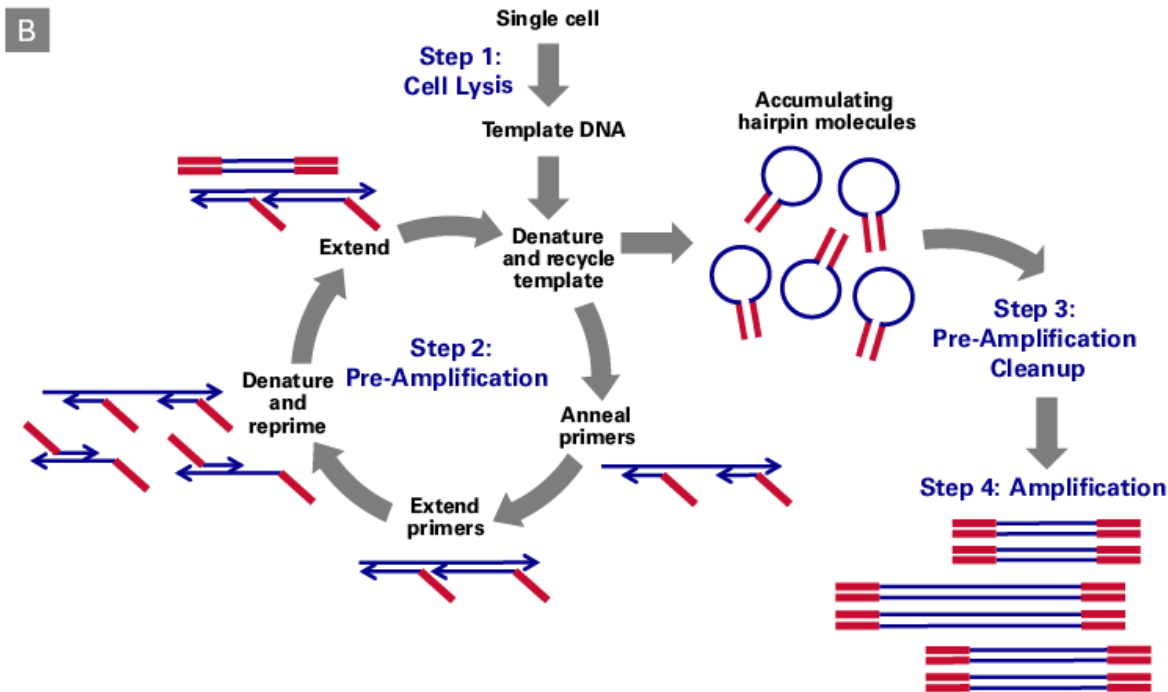 B
Single cell
Step 1:
Cell Lysis
Template DNA
Accumulating
hairpin molecules
Extend
Denature
and recycle
template
Step 2:
Pre-Amplification
Step 3:
Pre-Amplification
Cleanup
Denature
and
reprime
Anneal
primers
Extend
primers
Step 4: Amplification